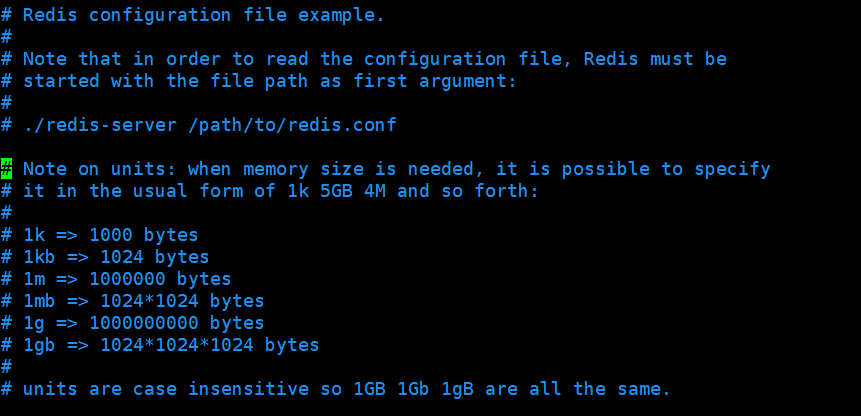 # Redis configuration file example.
#
# Note that in order to read the configuration file, Redis must be
# started with the file path as first argument:
#
# ./redis-server /path/to/redis.conf

# Note on units: when memory size is needed, it is possible to specify
# it in the usual form of 1k 5GB 4M and so forth:
#
# 1k => 1000 bytes
# 1kb => 1024 bytes
# 1m => 1000000 bytes
# 1mb => 1024*1024 bytes
# 1g => 1000000000 bytes
# 1gb => 1024*1024*1024 bytes
#
# units are case insensitive so 1GB 1Gb 1gB are all the same.